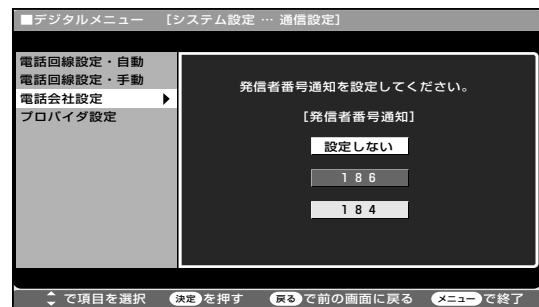 ■デジタルメニュー [システム設定 … 通信設定]
電話回線設定・自動
電話回線設定・手動
電話会社設定
プロバイダ設定
発信者番号通知を設定してください。
[発信者番号通知]
設定しない
186
184
で項目を選択 決定を押す 戻るで前の画面に戻る メニューで終了